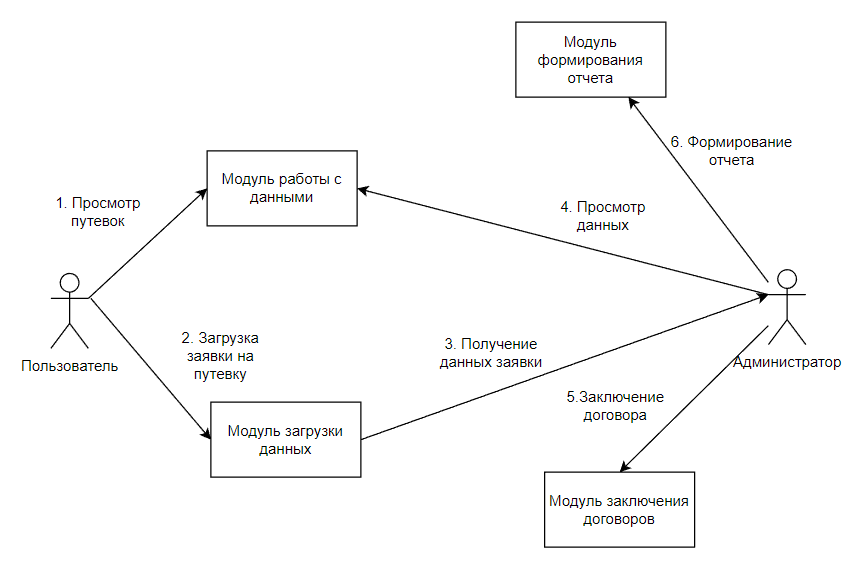 Модуль
формирования
отчета
6. Формирование
отчета
Модуль работы с
данными
1. Просмотр
путевок
4. Просмотр
данных
2. Загрузка
заявки на
путевку
3. Получение
данных заявки
Пользователь
Администратор
5.Заключение
договора
Модуль загрузки
данных
Модуль заключения
договоров